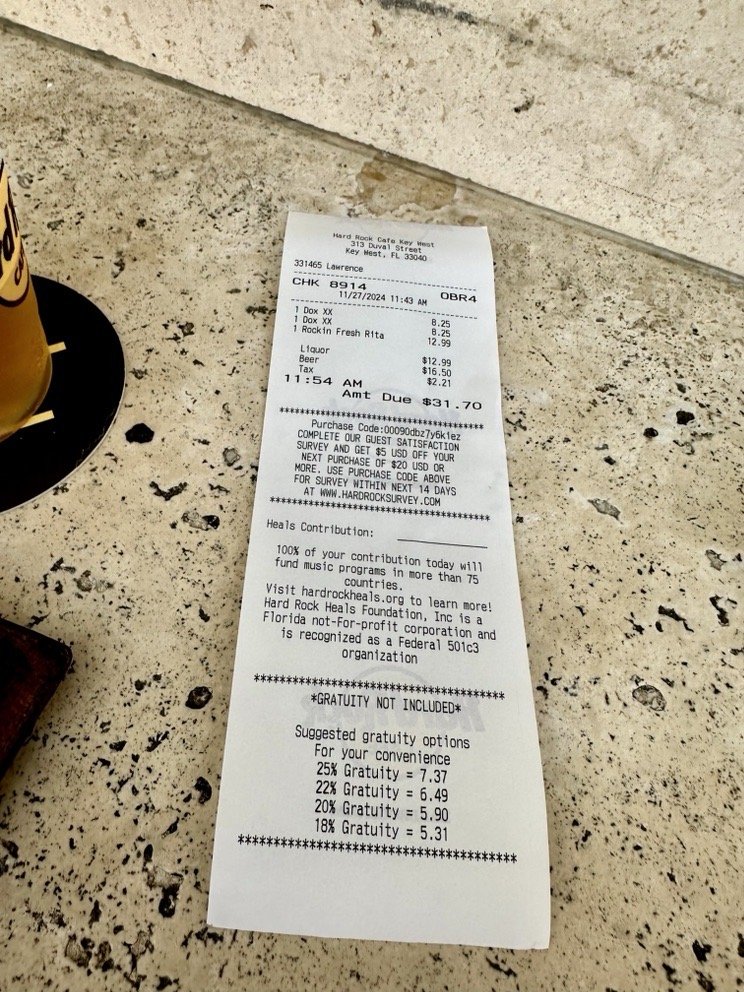 Hard Rock Cafe Key West
313 Duval Street
Key West, FL 33040
331465 Lawrence
CHK 8914 OBR4
11/27/2024 11:43 AM
1 Dox XX 8.25
1 Dox XX 8.25
1 Rockin Fresh Rita 12.99
Liquor $12.99
Beer $16.50
Tax $2.21
11:54 AM
Amt Due $31.70
************************************
Purchase Code:00090dbz7y6k1ez
COMPLETE OUR GUEST SATISFACTION
SURVEY AND GET $5 USD OFF YOUR
NEXT PURCHASE OF $20 USD OR
MORE. USE PURCHASE CODE ABOVE
FOR SURVEY WITHIN NEXT 14 DAYS
AT WWW.HARDROCKSURVEY.COM
************************************
Heals Contribution: ______________
100% of your contribution today will
fund music programs in more than 75
countries.
Visit hardrockheals.org to learn more!
Hard Rock Heals Foundation, Inc is a
Florida not-For-profit corporation and
is recognized as a Federal 501c3
organization
************************************
*GRATUITY NOT INCLUDED*
Suggested gratuity options
For your convenience
25% Gratuity = 7.37
22% Gratuity = 6.49
20% Gratuity = 5.90
18% Gratuity = 5.31
************************************